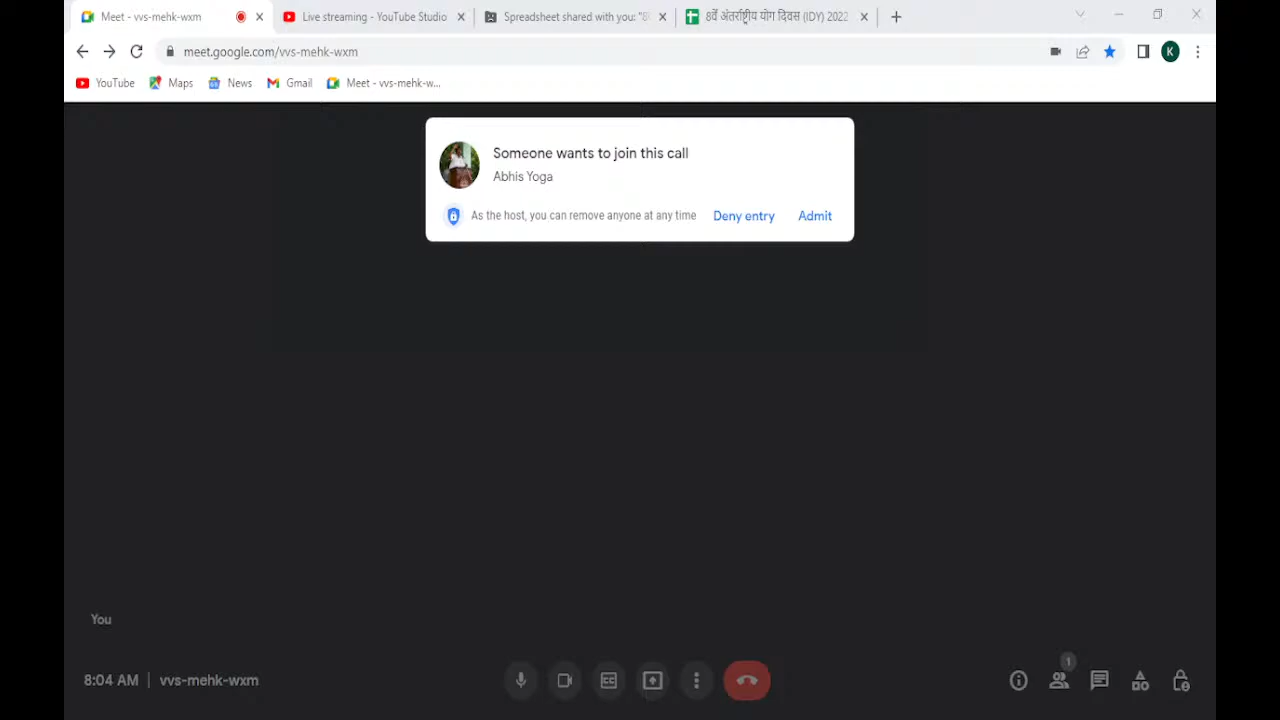 Meet - vvs-mehk-wxm
Live streaming - YouTube Studio
Spreadsheet shared with you: "8
8वें अंतर्राष्ट्रीय योग दिवस (IDY) 2022
meet.google.com/vvs-mehk-wxm
K
YouTube
Maps
News
Gmail
Meet - vvs-mehk-w...
Someone wants to join this call
Abhis Yoga
As the host, you can remove anyone at any time
Deny entry
Admit
You
8:04 AM | vvs-mehk-wxm
CC
1